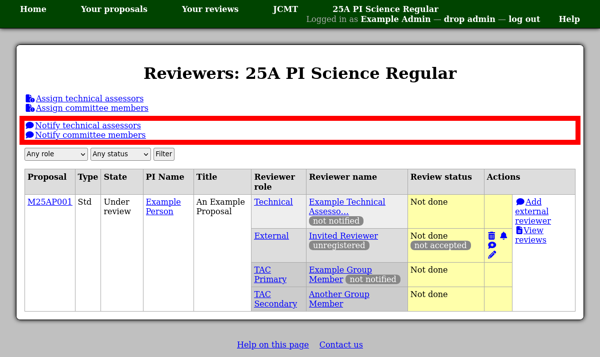 Home Your proposals Your reviews JCMT 25A PI Science Regular
Logged in as Example Admin — drop admin — log out Help
Reviewers: 25A PI Science Regular
Assign technical assessors
Assign committee members
Notify technical assessors
Notify committee members
Any role Any status Filter
Proposal Type State PI Name Title Reviewer role Reviewer name Review status Actions
M25AP001 Std Under review Example Person An Example Proposal
Technical Example Technical Assesso... not notified Not done
External Invited Reviewer unregistered Not done not accepted
TAC Primary Example Group Member not notified Not done
TAC Secondary Another Group Member Not done
Add external reviewer
View reviews
Help on this page Contact us